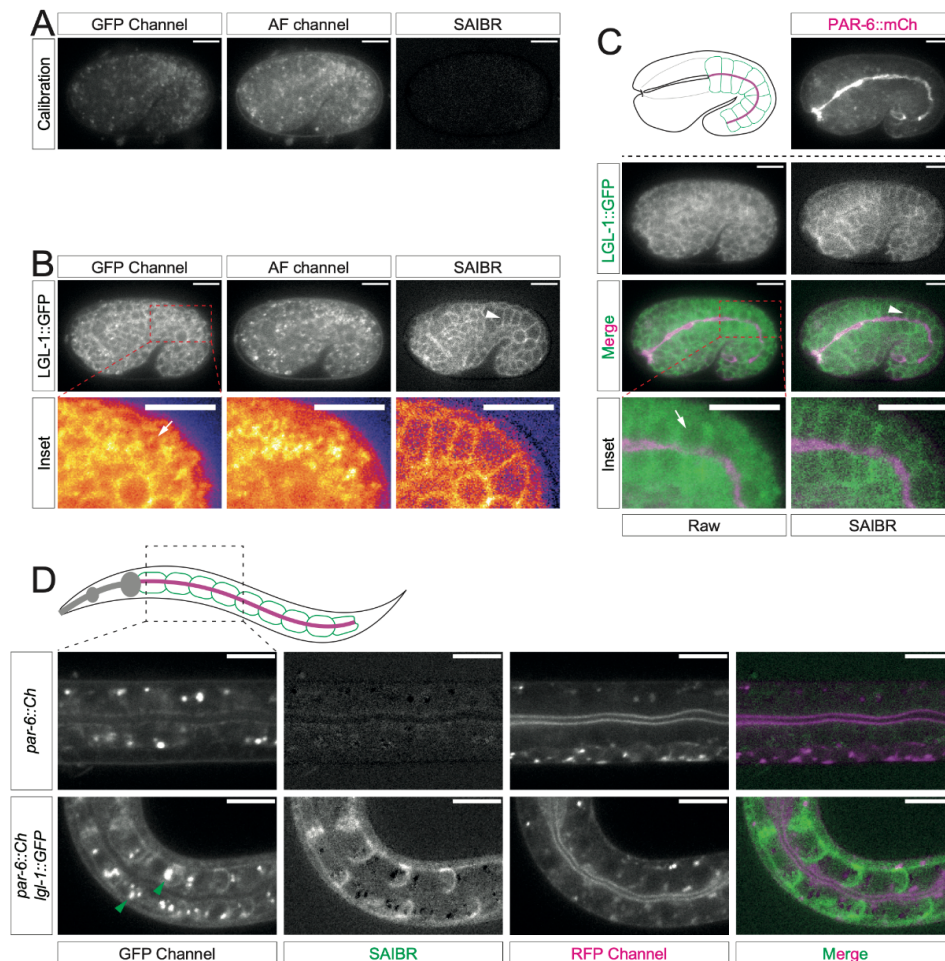 A
GFP Channel
AF channel
SAIBR
Calibration
B
GFP Channel
AF channel
SAIBR
LGL-1::GFP
Inset
C
PAR-6::mCh
LGL-1::GFP
Merge
Inset
Raw
SAIBR
D
par-6::Ch
par-6::Ch
lgl-1::GFP
GFP Channel
SAIBR
RFP Channel
Merge